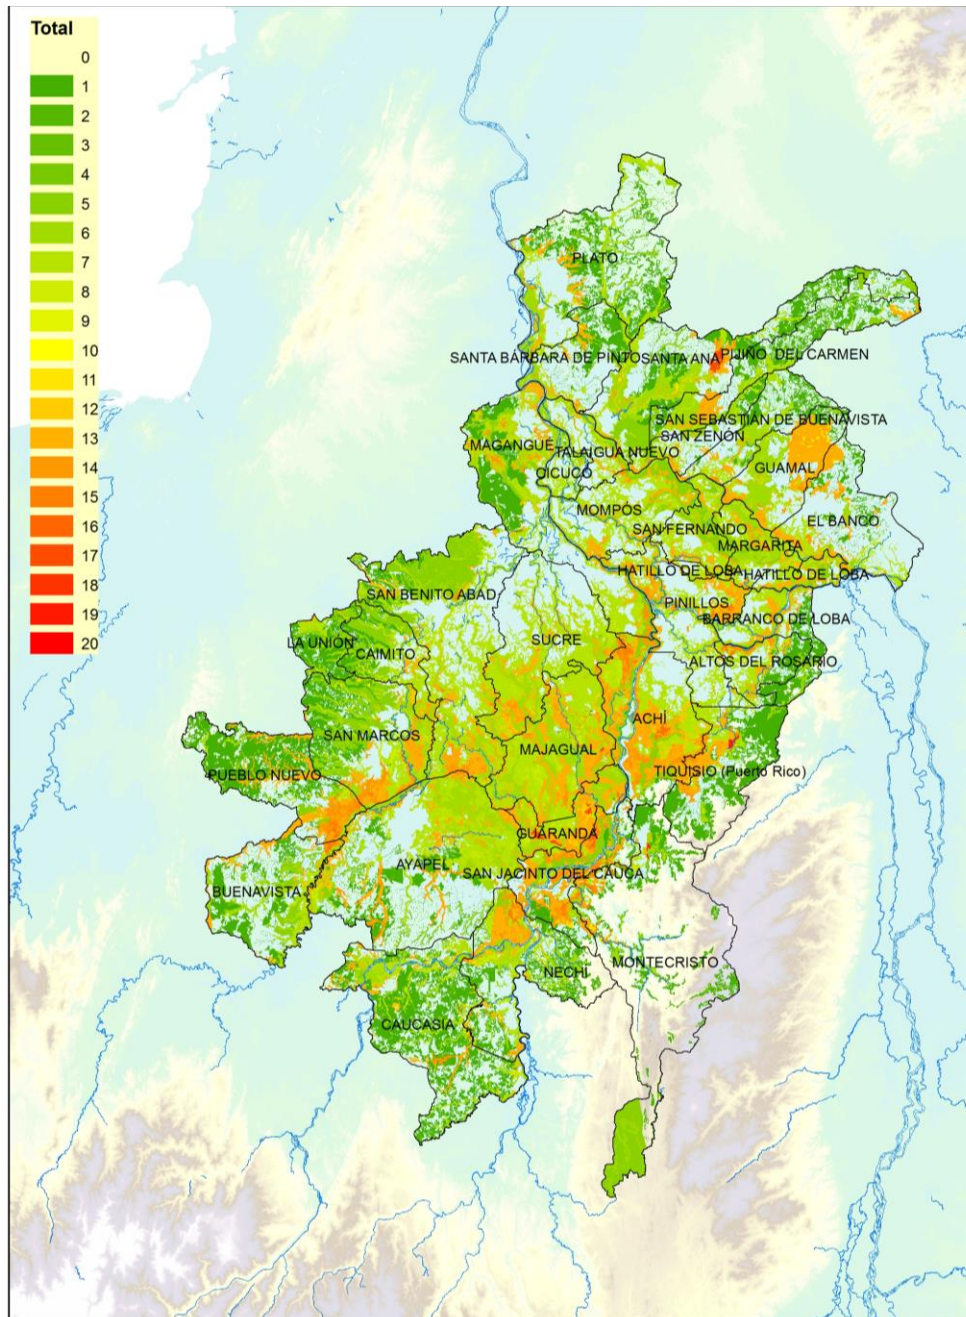 Total
0
1
2
3
4
5
6
7
8
9
10
11
12
13
14
15
16
17
18
19
20
PLATO
SANTA BÁRBARA DE PINTO
SANTA ANA
PIJIÑO DEL CARMEN
SAN SEBASTIAN DE BUENAVISTA
SAN ZENÓN
MAGANGUÉ
TALAIGUA NUEVO
CICUCO
GUAMAL
MOMPÓS
EL BANCO
SAN FERNANDO
MARGARITA
HATILLO DE LOBA
HATILLO DE LOBA
SAN BENITO ABAD
PINILLOS
BARRANCO DE LOBA
SUCRE
LA UNIÓN
CAIMITO
ALTOS DEL ROSARIO
ACHÍ
SAN MARCOS
MAJAGUAL
TIQUISIO (Puerto Rico)
PUEBLO NUEVO
GUARANDA
AYAPEL
SAN JACINTO DEL CAUCA
BUENAVISTA
MONTECRISTO
NECHÍ
CAUCASIA